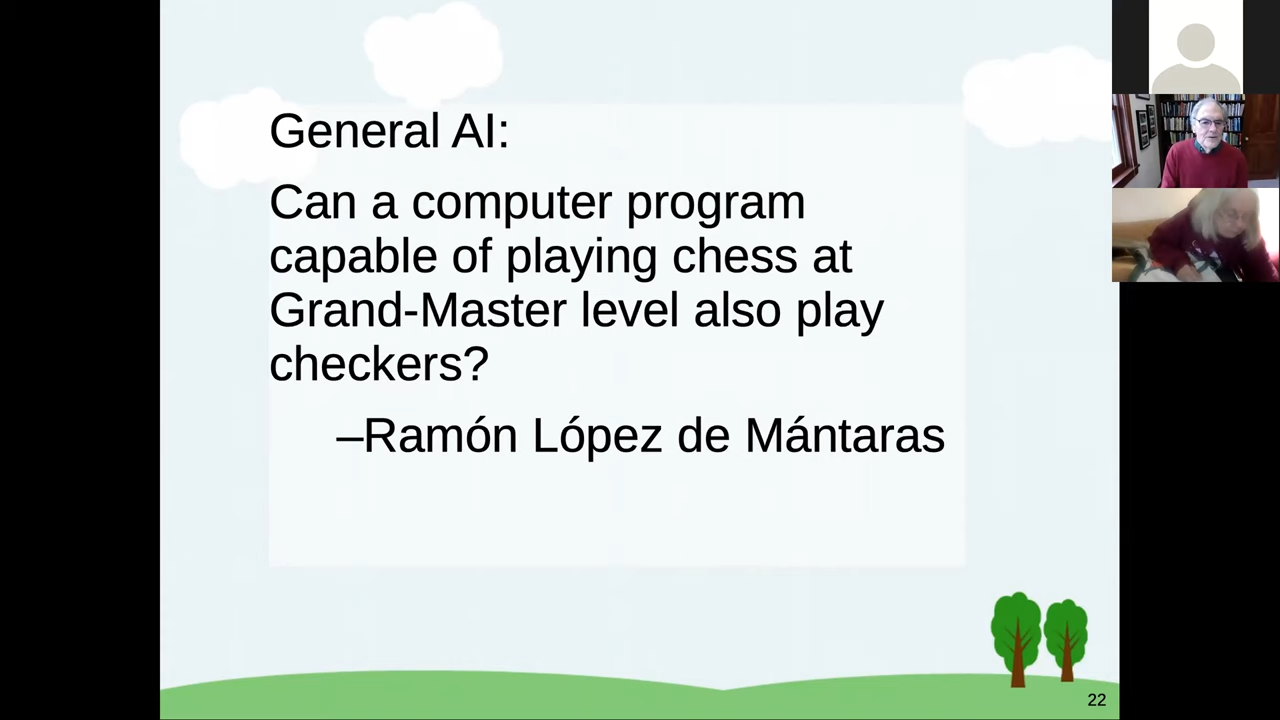 General AI:
Can a computer program
capable of playing chess at
Grand-Master level also play
checkers?
–Ramón López de Mántaras
22